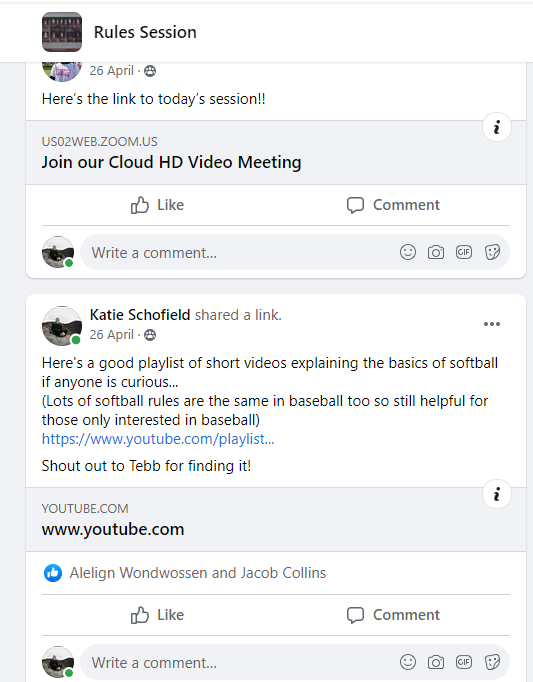 Rules Session
26 April ·
Here's the link to today's session!!
US02WEB.ZOOM.US
Join our Cloud HD Video Meeting
Like Comment
Write a comment... GIF
Katie Schofield shared a link.
26 April ·
Here's a good playlist of short videos explaining the basics of softball
if anyone is curious...
(Lots of softball rules are the same in baseball too so still helpful for
those only interested in baseball)
https://www.youtube.com/playlist...
Shout out to Tebb for finding it!
YOUTUBE.COM
www.youtube.com
Alelign Wondwossen and Jacob Collins
Like Comment
Write a comment... GIF